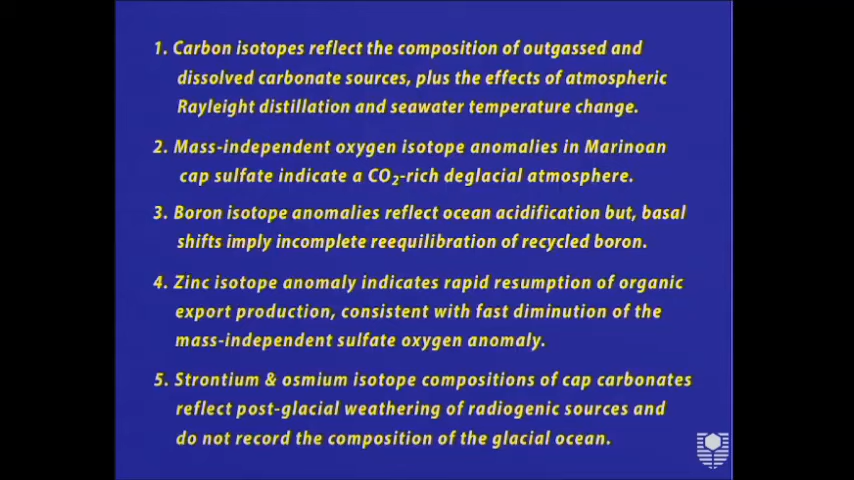 1. Carbon isotopes reflect the composition of outgassed and
dissolved carbonate sources, plus the effects of atmospheric
Rayleight distillation and seawater temperature change.
2. Mass-independent oxygen isotope anomalies in Marinoan
cap sulfate indicate a CO2-rich deglacial atmosphere.
3. Boron isotope anomalies reflect ocean acidification but, basal
shifts imply incomplete reequilibration of recycled boron.
4. Zinc isotope anomaly indicates rapid resumption of organic
export production, consistent with fast diminution of the
mass-independent sulfate oxygen anomaly.
5. Strontium & osmium isotope compositions of cap carbonates
reflect post-glacial weathering of radiogenic sources and
do not record the composition of the glacial ocean.